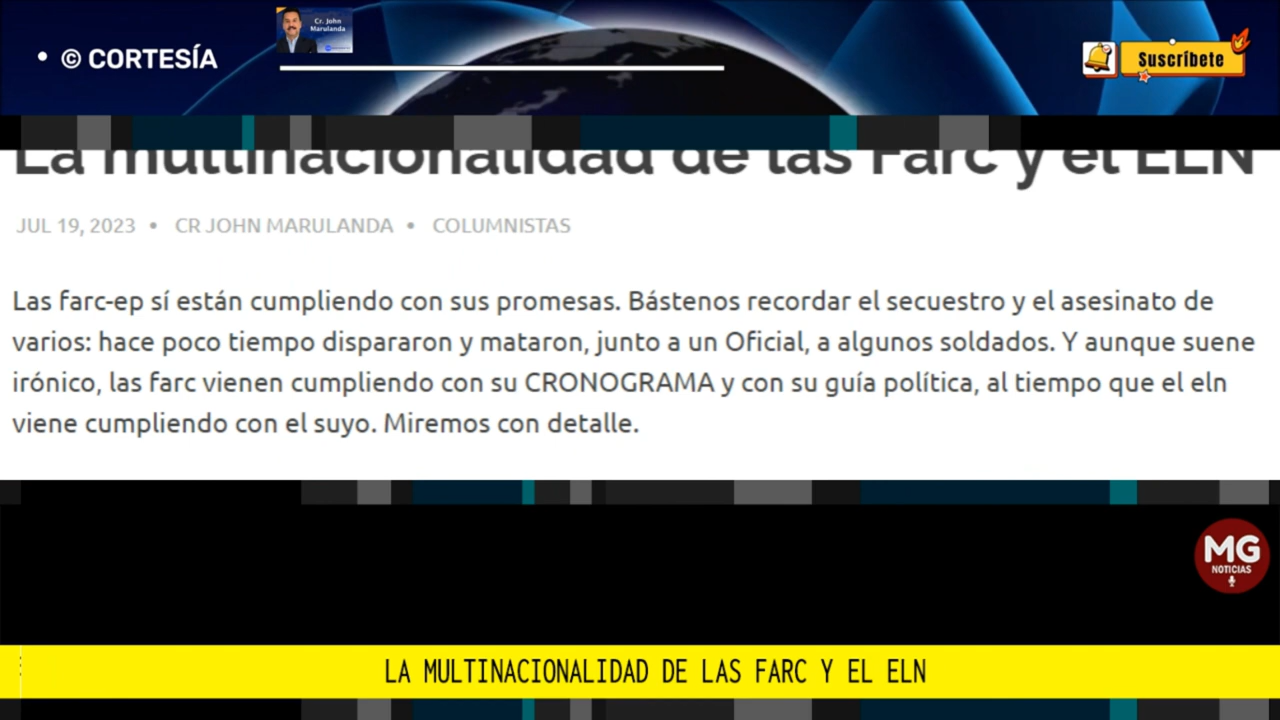 • © CORTESÍA
Cr. John
Marulanda
Suscríbete
La multinacionalidad de las Farc y el ELN
JUL 19, 2023 • CR JOHN MARULANDA • COLUMNISTAS
Las farc-ep sí están cumpliendo con sus promesas. Bástenos recordar el secuestro y el asesinato de
varios: hace poco tiempo dispararon y mataron, junto a un Oficial, a algunos soldados. Y aunque suene
irónico, las farc vienen cumpliendo con su CRONOGRAMA y con su guía política, al tiempo que el eln
viene cumpliendo con el suyo. Miremos con detalle.
MG
NOTICIAS
LA MULTINACIONALIDAD DE LAS FARC Y EL ELN